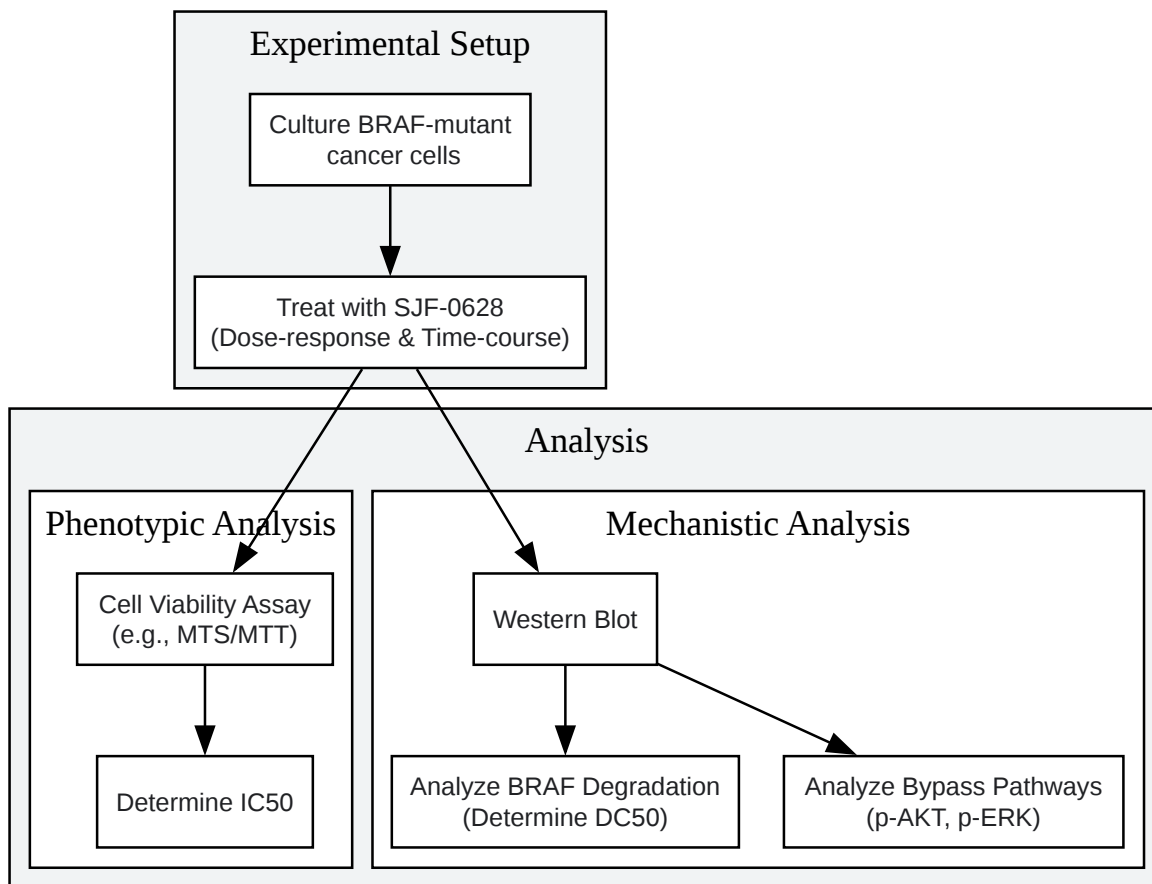 Experimental Setup
Culture BRAF-mutant
cancer cells
Treat with SJF-0628
(Dose-response & Time-course)
Analysis
Phenotypic Analysis
Mechanistic Analysis
Cell Viability Assay
(e.g., MTS/MTT)
Western Blot
Determine IC50
Analyze BRAF Degradation
(Determine DC50)
Analyze Bypass Pathways
(p-AKT, p-ERK)